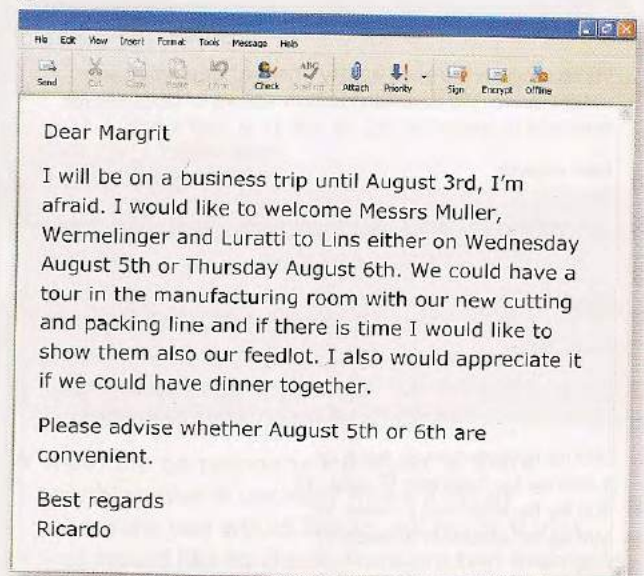 File Edit View Insert Format Tools Message Help
Send Cut Copy Paste Undo Check Spelling Attach Priority Sign Encrypt Offline
Dear Margrit
I will be on a business trip until August 3rd, I'm
afraid. I would like to welcome Messrs Muller,
Wermelinger and Luratti to Lins either on Wednesday
August 5th or Thursday August 6th. We could have a
tour in the manufacturing room with our new cutting
and packing line and if there is time I would like to
show them also our feedlot. I also would appreciate it
if we could have dinner together.
Please advise whether August 5th or 6th are
convenient.
Best regards
Ricardo